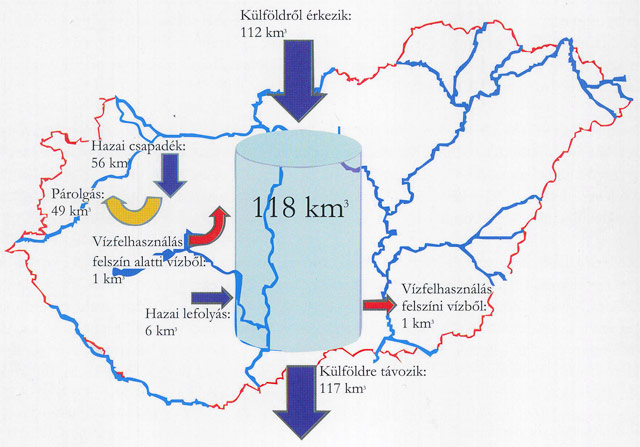 Külföldről érkezik:
112 km³
Hazai csapadék:
56 km³
Párolgás:
49 km³
118 km³
Vízfelhasználás
felszín alatti vízből:
1 km³
Vízfelhasználás
felszíni vízből:
1 km³
Hazai lefolyás:
6 km³
Külföldre távozik:
117 km³